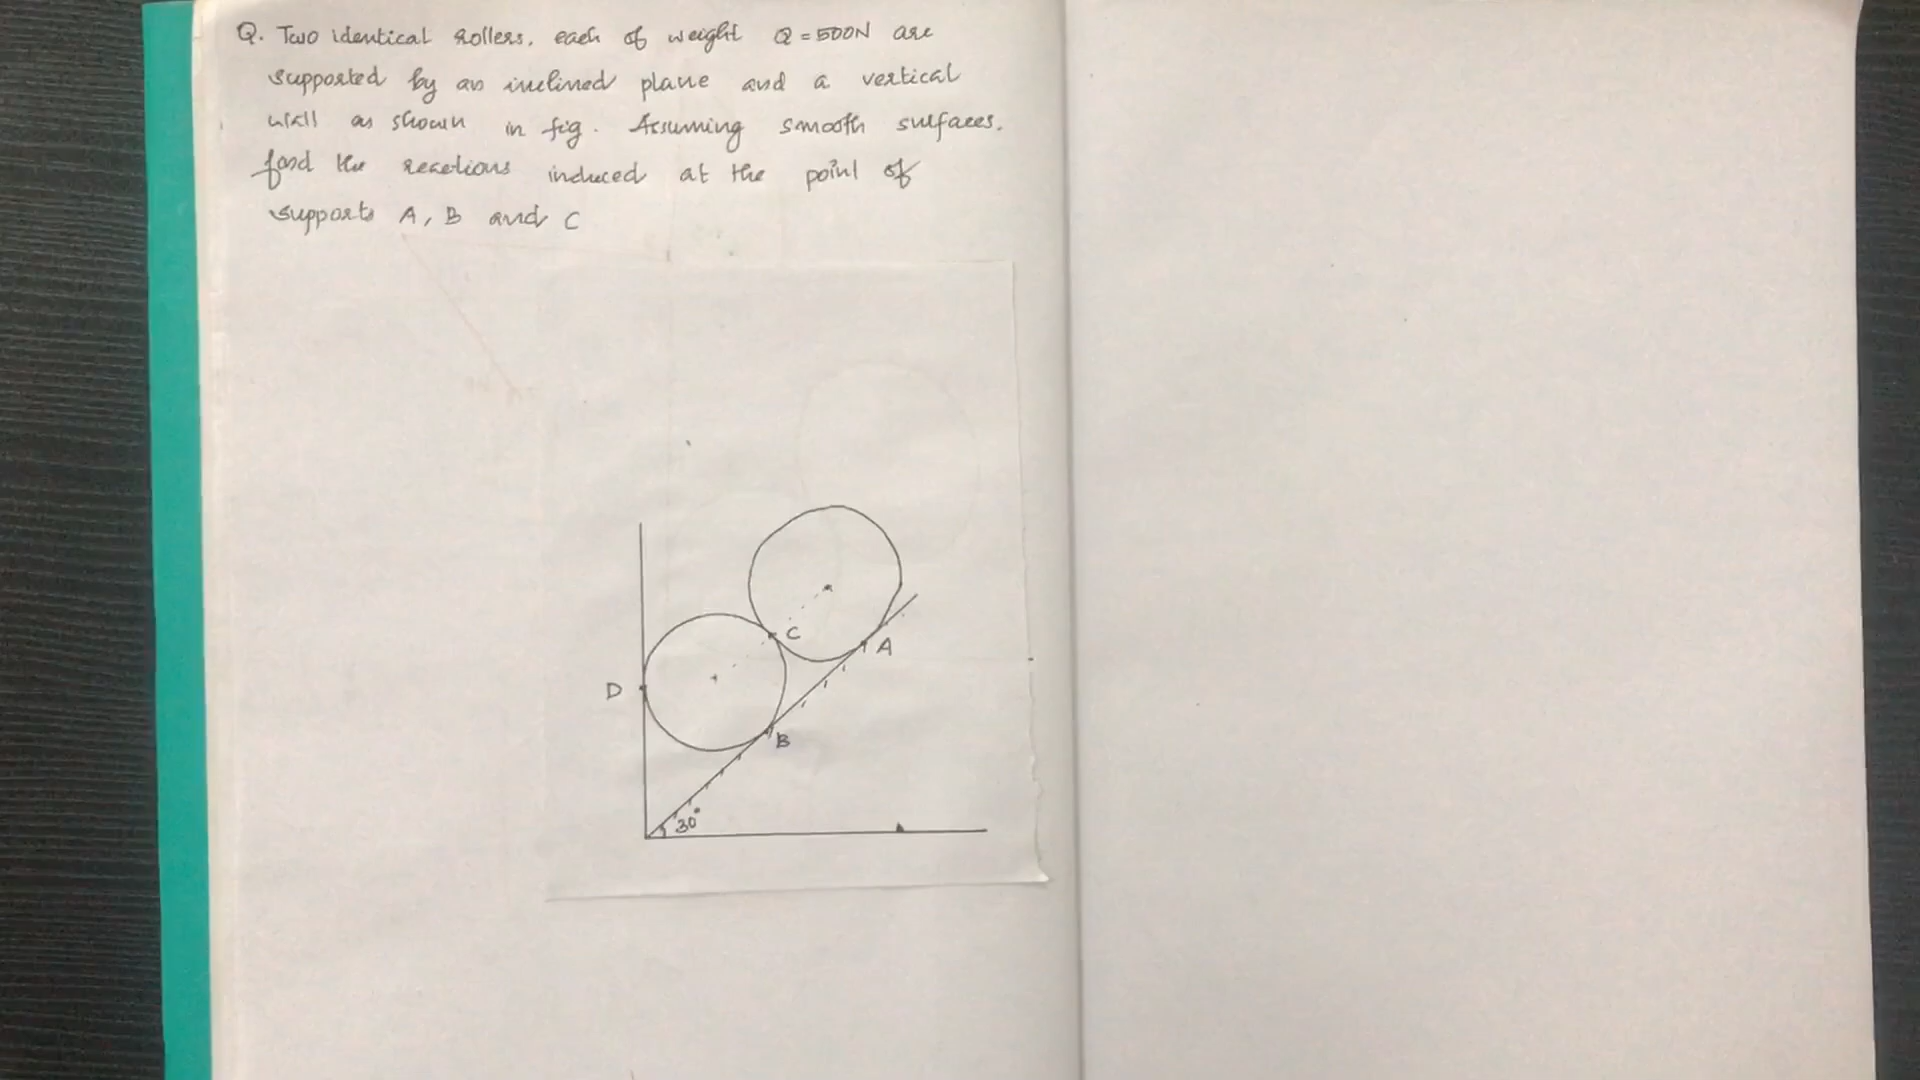 Q. Two identical rollers, each of weight Q = 500N are
supported by an inclined plane and a vertical
wall as shown in fig. Assuming smooth surfaces.
find the reactions induced at the point of
supports A, B and C
C
A
D
B
30°